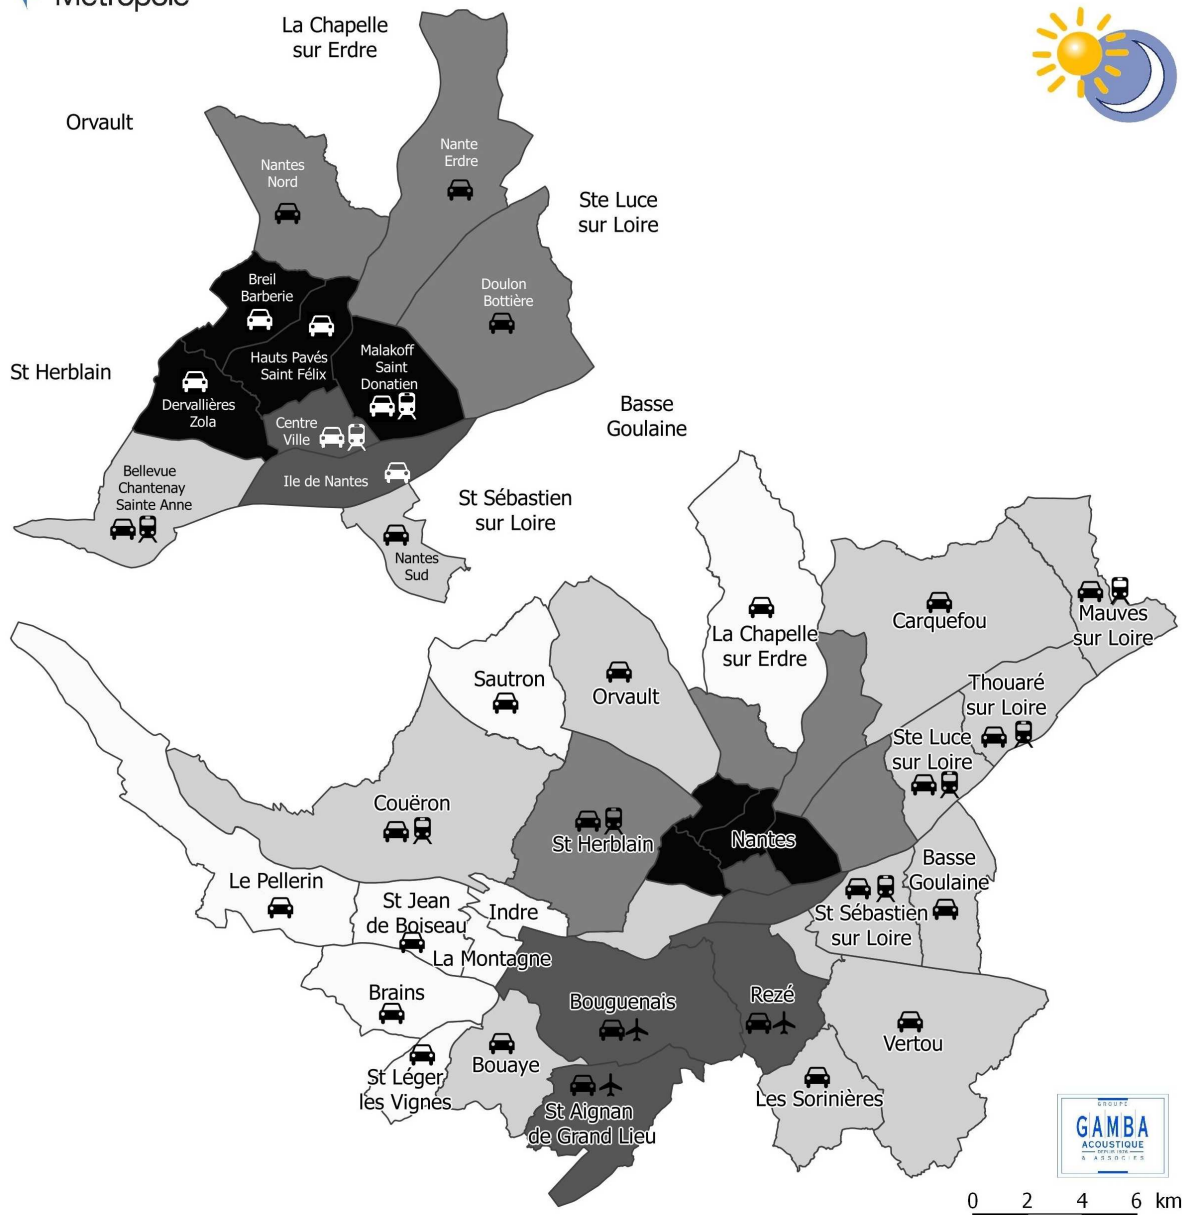 Métropole
La Chapelle
sur Erdre
Orvault
Nante
Erdre
Nantes
Nord
Ste Luce
sur Loire
Breil
Barberie
Doulon
Bottière
St Herblain
Hauts Pavés
Saint Félix
Malakoff
Saint
Donatien
Dervallières
Zola
Centre
Ville
Basse
Goulaine
Bellevue
Chantenay
Sainte Anne
Ile de Nantes
St Sébastien
sur Loire
Nantes
Sud
La Chapelle
sur Erdre
Carquefou
Mauves
sur Loire
Sautron
Orvault
Thouaré
sur Loire
Ste Luce
sur Loire
Couëron
St Herblain
Nantes
Basse
Goulaine
Le Pellerin
St Jean
de Boiseau
Indre
St Sébastien
sur Loire
La Montagne
Brains
Bouguenais
Rezé
Vertou
Bouaye
St Léger
les Vignes
St Aignan
de Grand Lieu
Les Sorinières
GROUPE
GAMBA
ACOUSTIQUE
DEPUIS 1978
& ASSOCIÉS
0 2 4 6 km